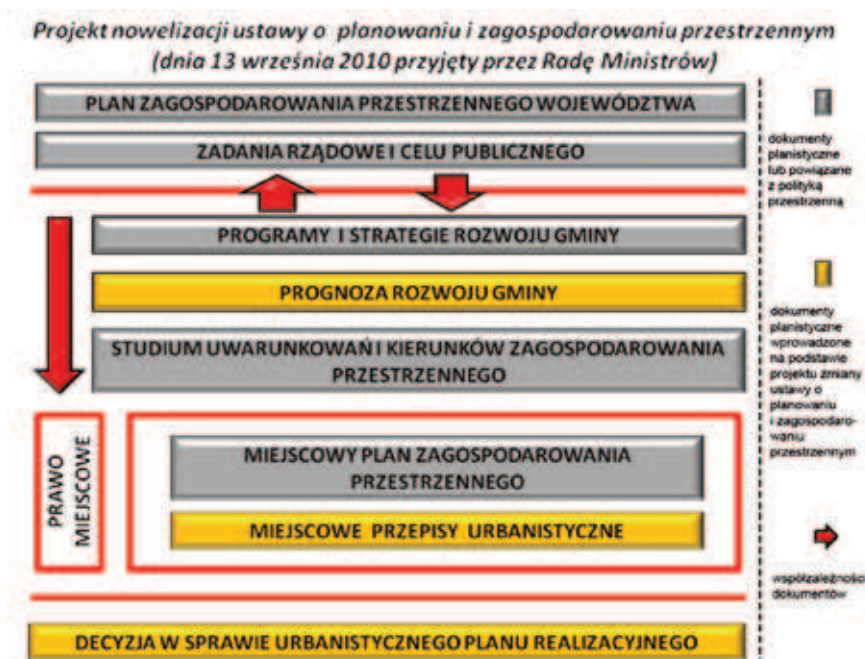 Projekt nowelizacji ustawy o planowaniu i zagospodarowaniu przestrzennym
(dnia 13 września 2010 przyjęty przez Radę Ministrów)
PLAN ZAGOSPODAROWANIA PRZESTRZENNEGO WOJEWÓDZTWA
ZADANIA RZĄDOWE I CELU PUBLICZNEGO
PROGRAMY I STRATEGIE ROZWOJU GMINY
PROGNOZA ROZWOJU GMINY
STUDIUM UWARUNKOWAŃ I KIERUNKÓW ZAGOSPODAROWANIA
PRZESTRZENNEGO
PRAWO
MIEJSCOWE
MIEJSCOWY PLAN ZAGOSPODAROWANIA
PRZESTRZENNEGO
MIEJSCOWE PRZEPISY URBANISTYCZNE
DECYZJA W SPRAWIE URBANISTYCZNEGO PLANU REALIZACYJNEGO
dokumenty
planistyczne
lub powiązane
z polityką
przestrzenną
dokumenty
planistyczne
wprowadzone
na podstawie
projektu zmiany
ustawy o
planowaniu
i zagospodaro-
waniu
przestrzennym
współzależności
dokumentów